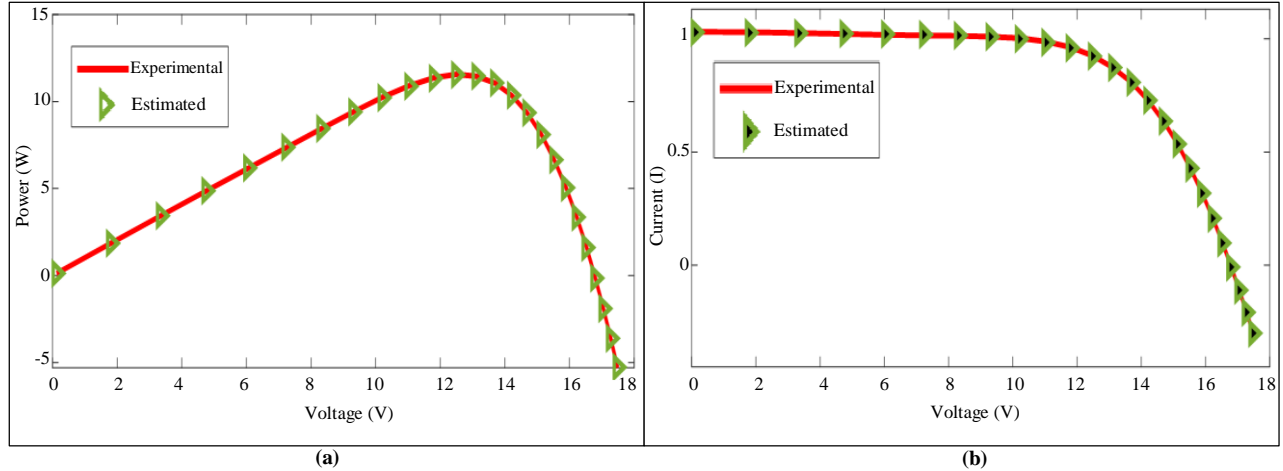 15
10
5
0
-5
Power (W)
Experimental
Estimated
0 2 4 6 8 10 12 14 16 18
Voltage (V)
(a)
1
0.5
0
Current (I)
Experimental
Estimated
0 2 4 6 8 10 12 14 16 18
Voltage (V)
(b)